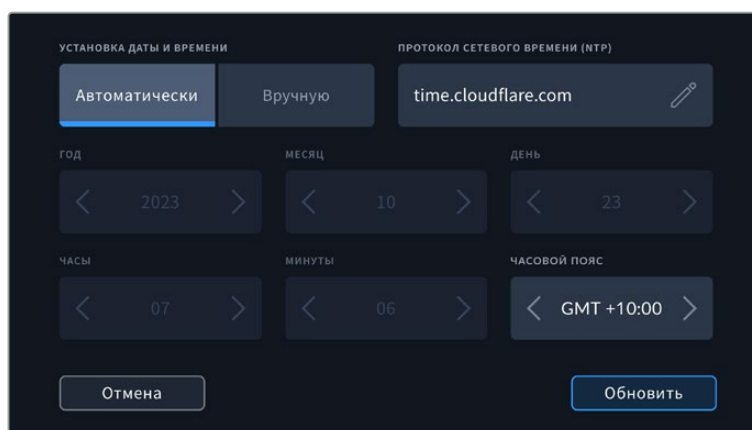 УСТАНОВКА ДАТЫ И ВРЕМЕНИ ПРОТОКОЛ СЕТЕВОГО ВРЕМЕНИ (NTP)
Автоматически Вручную time.cloudflare.com
ГОД МЕСЯЦ ДЕНЬ
2023 10 23
ЧАСЫ МИНУТЫ ЧАСОВОЙ ПОЯС
07 06 GMT +10:00
Отмена Обновить